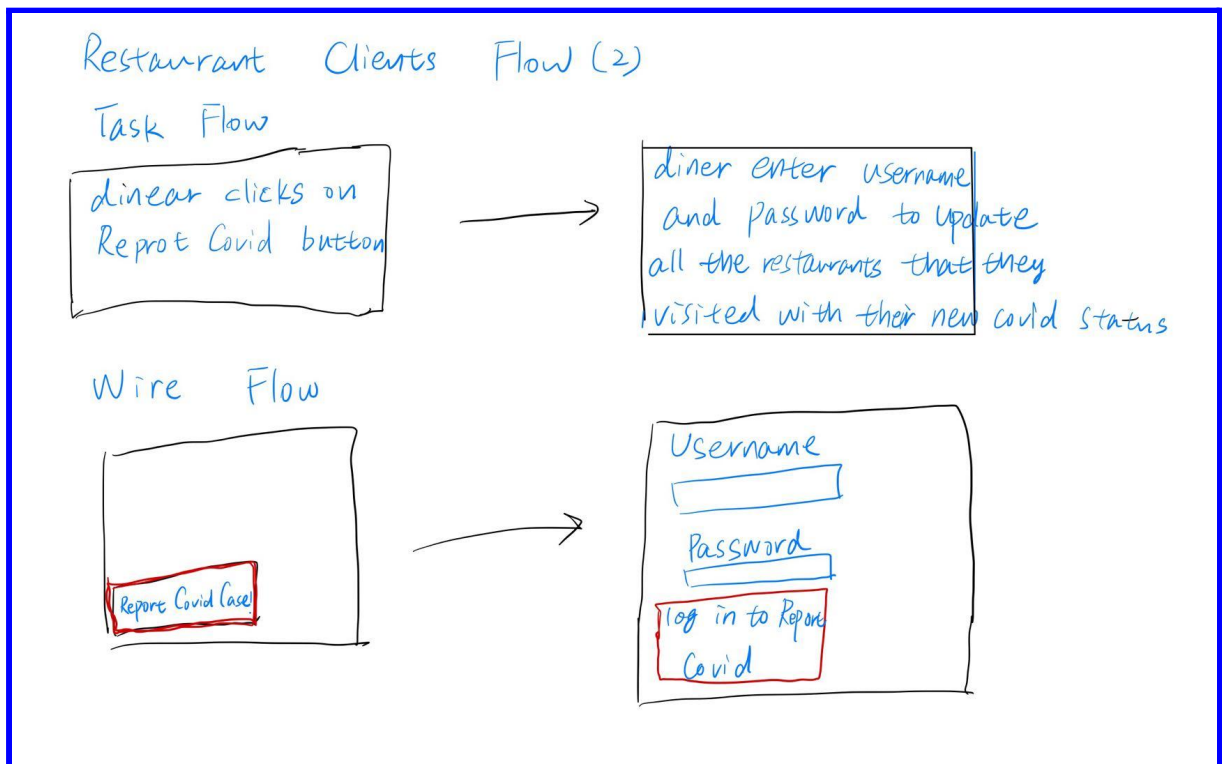 Restaurant Clients Flow (2)
Task Flow
dinear clicks on
Reprot Covid button
diner enter username
and password to update
all the restaurants that they
visited with their new covid status
Wire Flow
Report Covid Case!
Username
Password
log in to Report
Covid